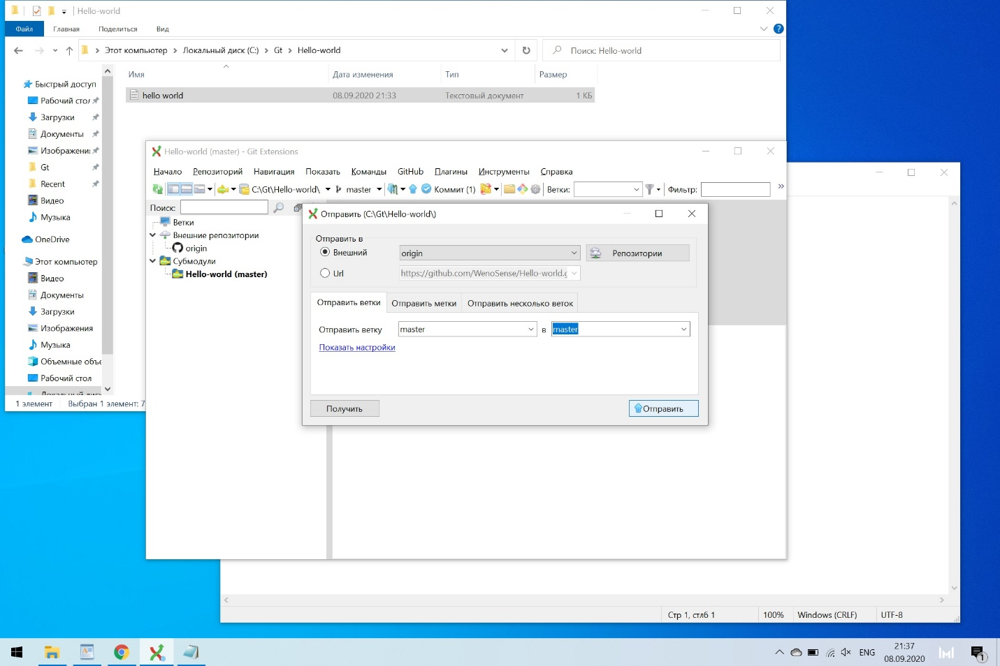 Hello-world
Файл Главная Поделиться Вид
Этот компьютер > Локальный диск (C:) > Gt > Hello-world
Поиск: Hello-world
Имя Дата изменения Тип Размер
hello world 08.09.2020 21:33 Текстовый документ 1 КБ
Быстрый доступ
Рабочий стол
Загрузки
Документы
Изображения
Gt
Recent
Видео
Музыка
OneDrive
Этот компьютер
Видео
Документы
Загрузки
Изображения
Музыка
Объемные объе
Рабочий стол
Локальный диск
1 элемент Выбран 1 элемент: 7
Hello-world (master) - Git Extensions
Начало Репозиторий Навигация Показать Команды GitHub Плагины Инструменты Справка
C:\Gt\Hello-world\ master Коммит (1) Ветки: Фильтр: »
Поиск:
Ветки
Внешние репозитории
origin
Субмодули
Hello-world (master)
Отправить (C:\Gt\Hello-world\)
Отправить в
Внешний origin Репозитории
Url https://github.com/WenoSense/Hello-world.g
Отправить ветки Отправить метки Отправить несколько веток
Отправить ветку master в master
Показать настройки
Получить Отправить
Стр 1, стлб 1 100% Windows (CRLF) UTF-8
ENG 21:37
08.09.2020
1